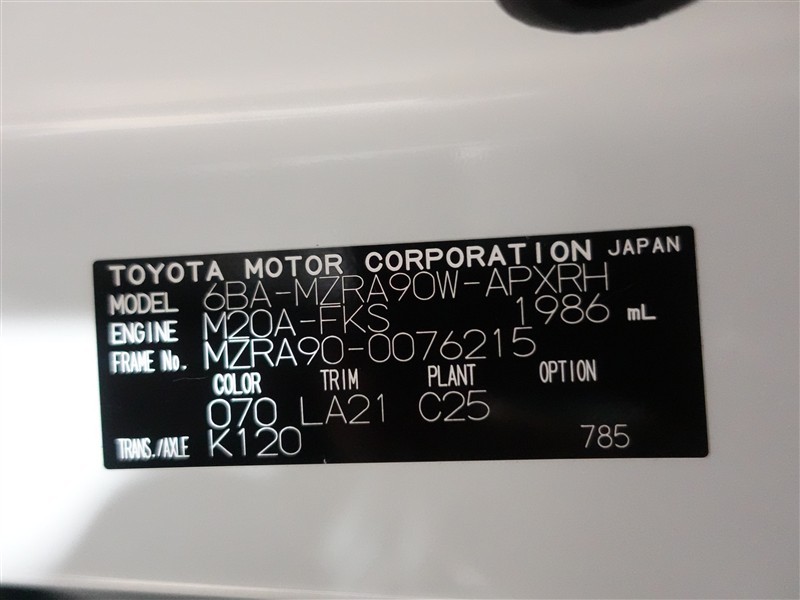 TOYOTA MOTOR CORPORATION JAPAN
MODEL 6BA-MZRA90W-APXRH
ENGINE M20A-FKS 1986 mL
FRAME No. MZRA90-0076215
COLOR TRIM PLANT OPTION
070 LA21 C25
TRANS./AXLE K120 785